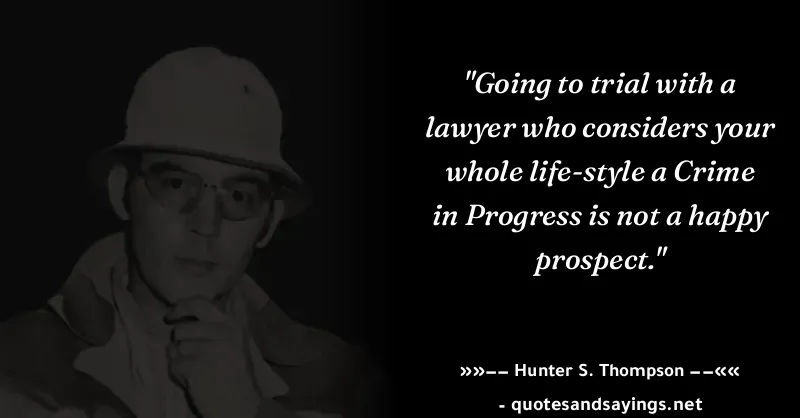 "Going to trial with a
lawyer who considers your
whole life-style a Crime
in Progress is not a happy
prospect."
»»–– Hunter S. Thompson ––««
- quotesandsayings.net